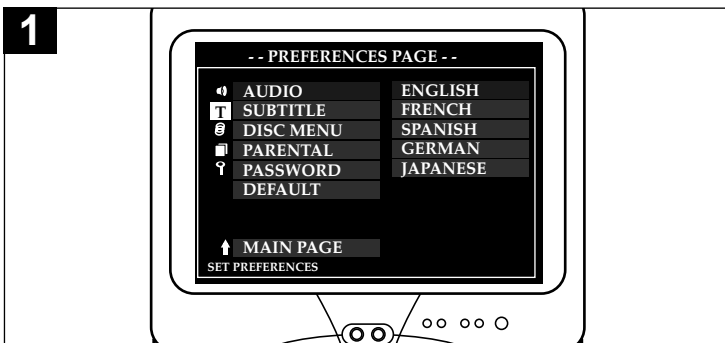 1
- - PREFERENCES PAGE - -
AUDIO ENGLISH
T SUBTITLE FRENCH
DISC MENU SPANISH
PARENTAL GERMAN
PASSWORD JAPANESE
DEFAULT
MAIN PAGE
SET PREFERENCES